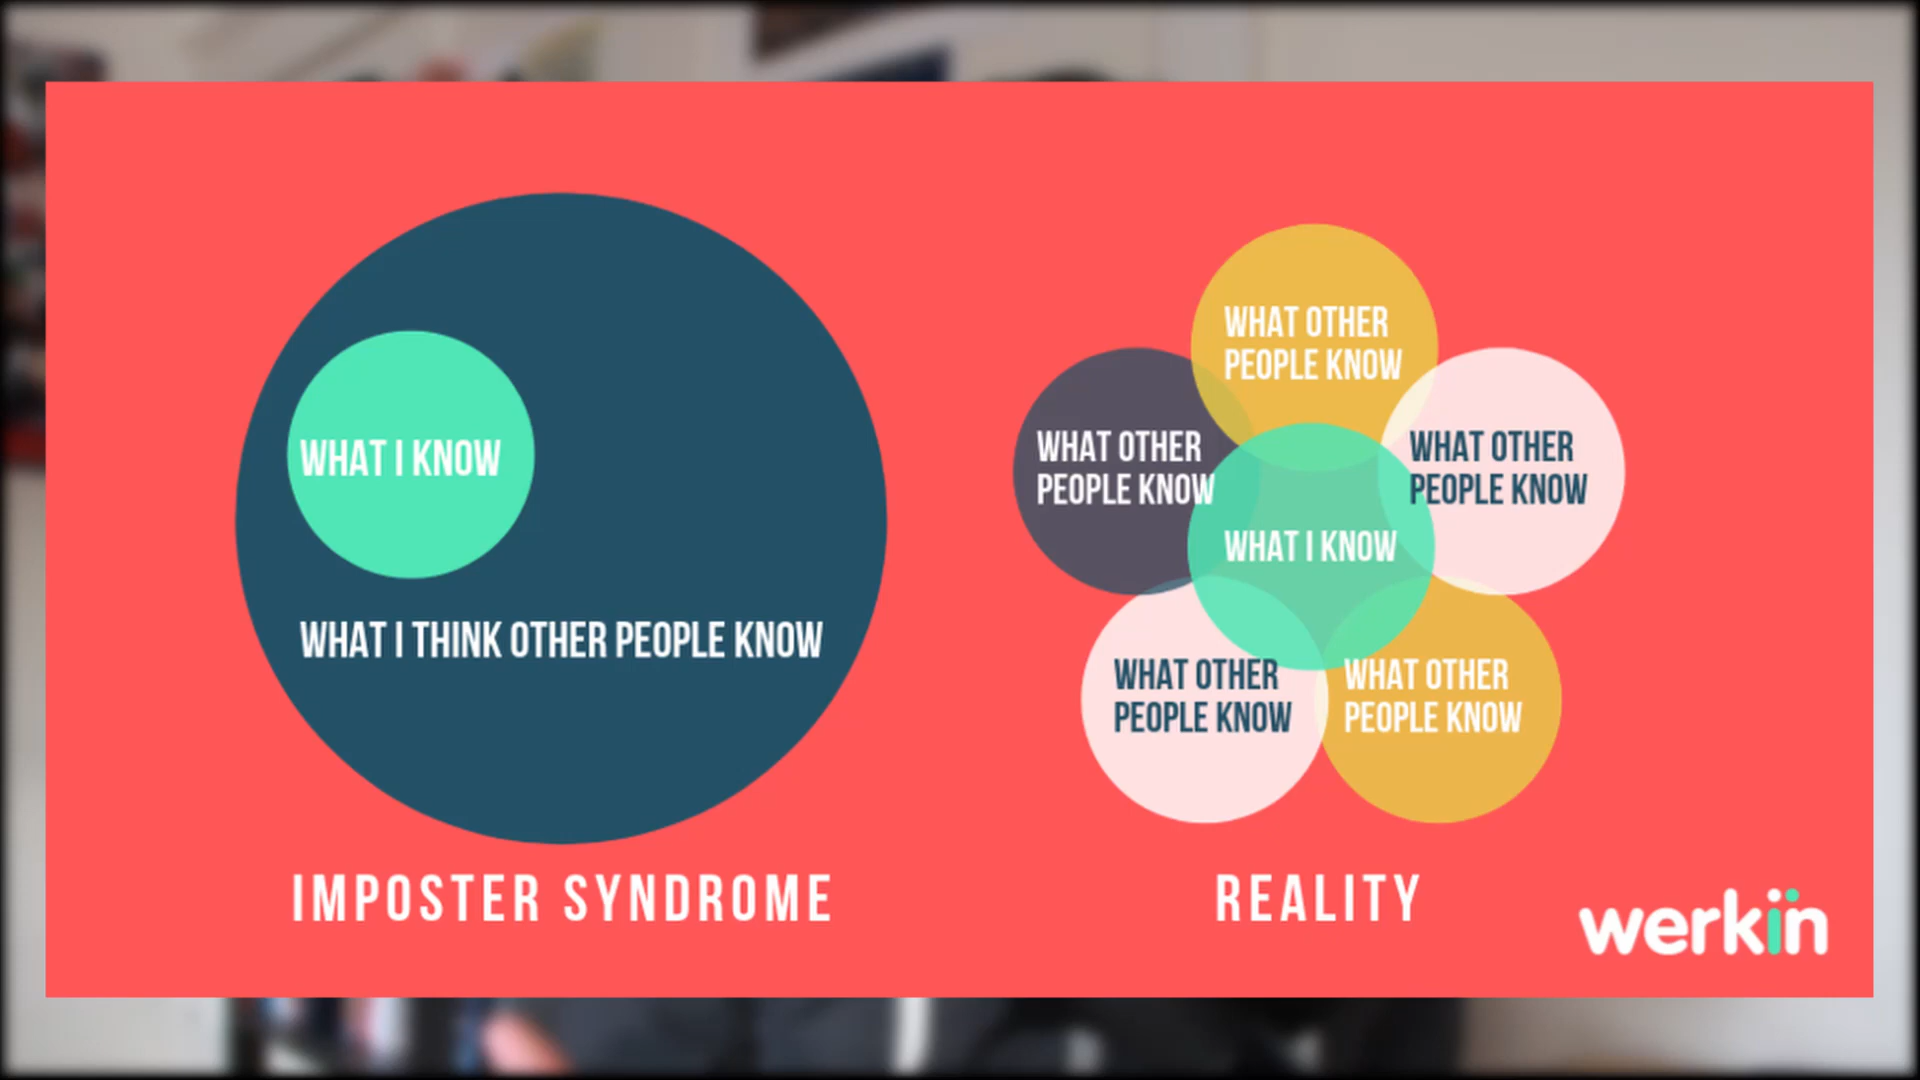 WHAT I KNOW
WHAT I THINK OTHER PEOPLE KNOW
IMPOSTER SYNDROME
WHAT OTHER
PEOPLE KNOW
WHAT OTHER
PEOPLE KNOW
WHAT OTHER
PEOPLE KNOW
WHAT I KNOW
WHAT OTHER
PEOPLE KNOW
WHAT OTHER
PEOPLE KNOW
REALITY
werkin